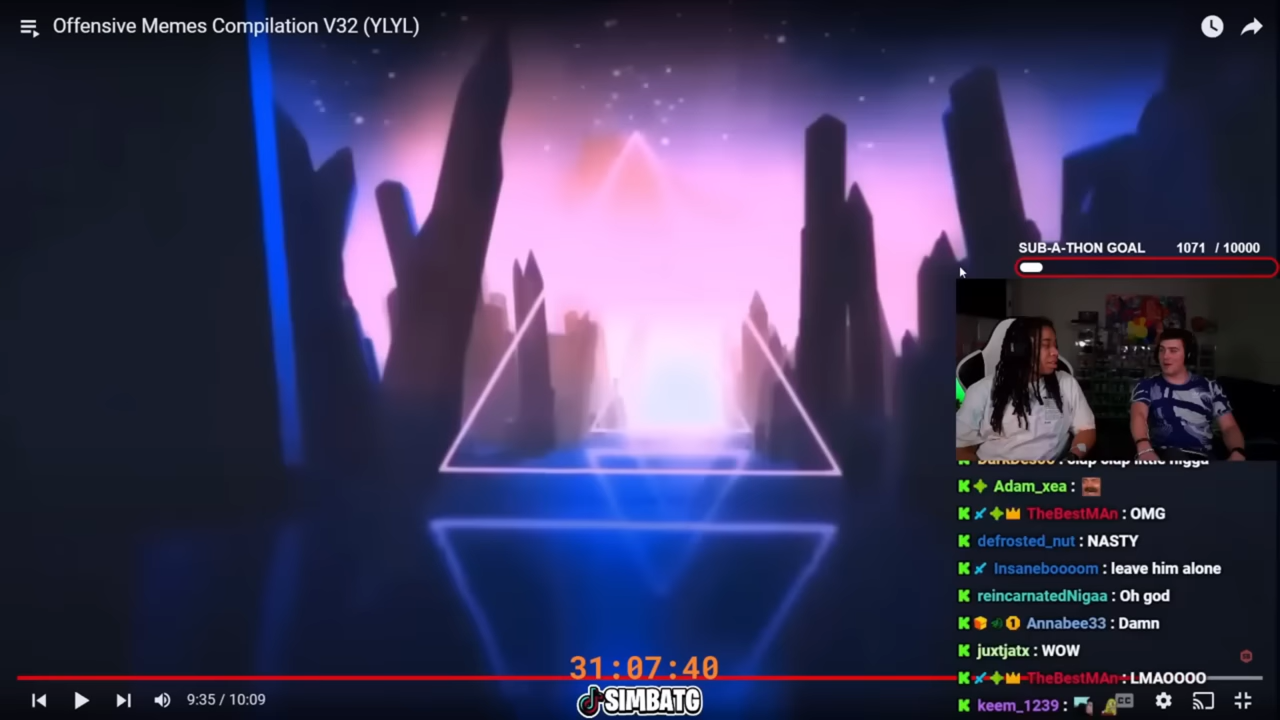 Offensive Memes Compilation V32 (YLYL)
SUB-A-THON GOAL 1071 / 10000
Adam_xea :
TheBestMAn : OMG
defrosted_nut : NASTY
Insaneboooom : leave him alone
reincarnatedNigaa : Oh god
Annabee33 : Damn
juxtjatx : WOW
31:07:40
TheBestMAn : LMAOOOO
9:35 / 10:09
SIMBATG
CC
keem_1239 :